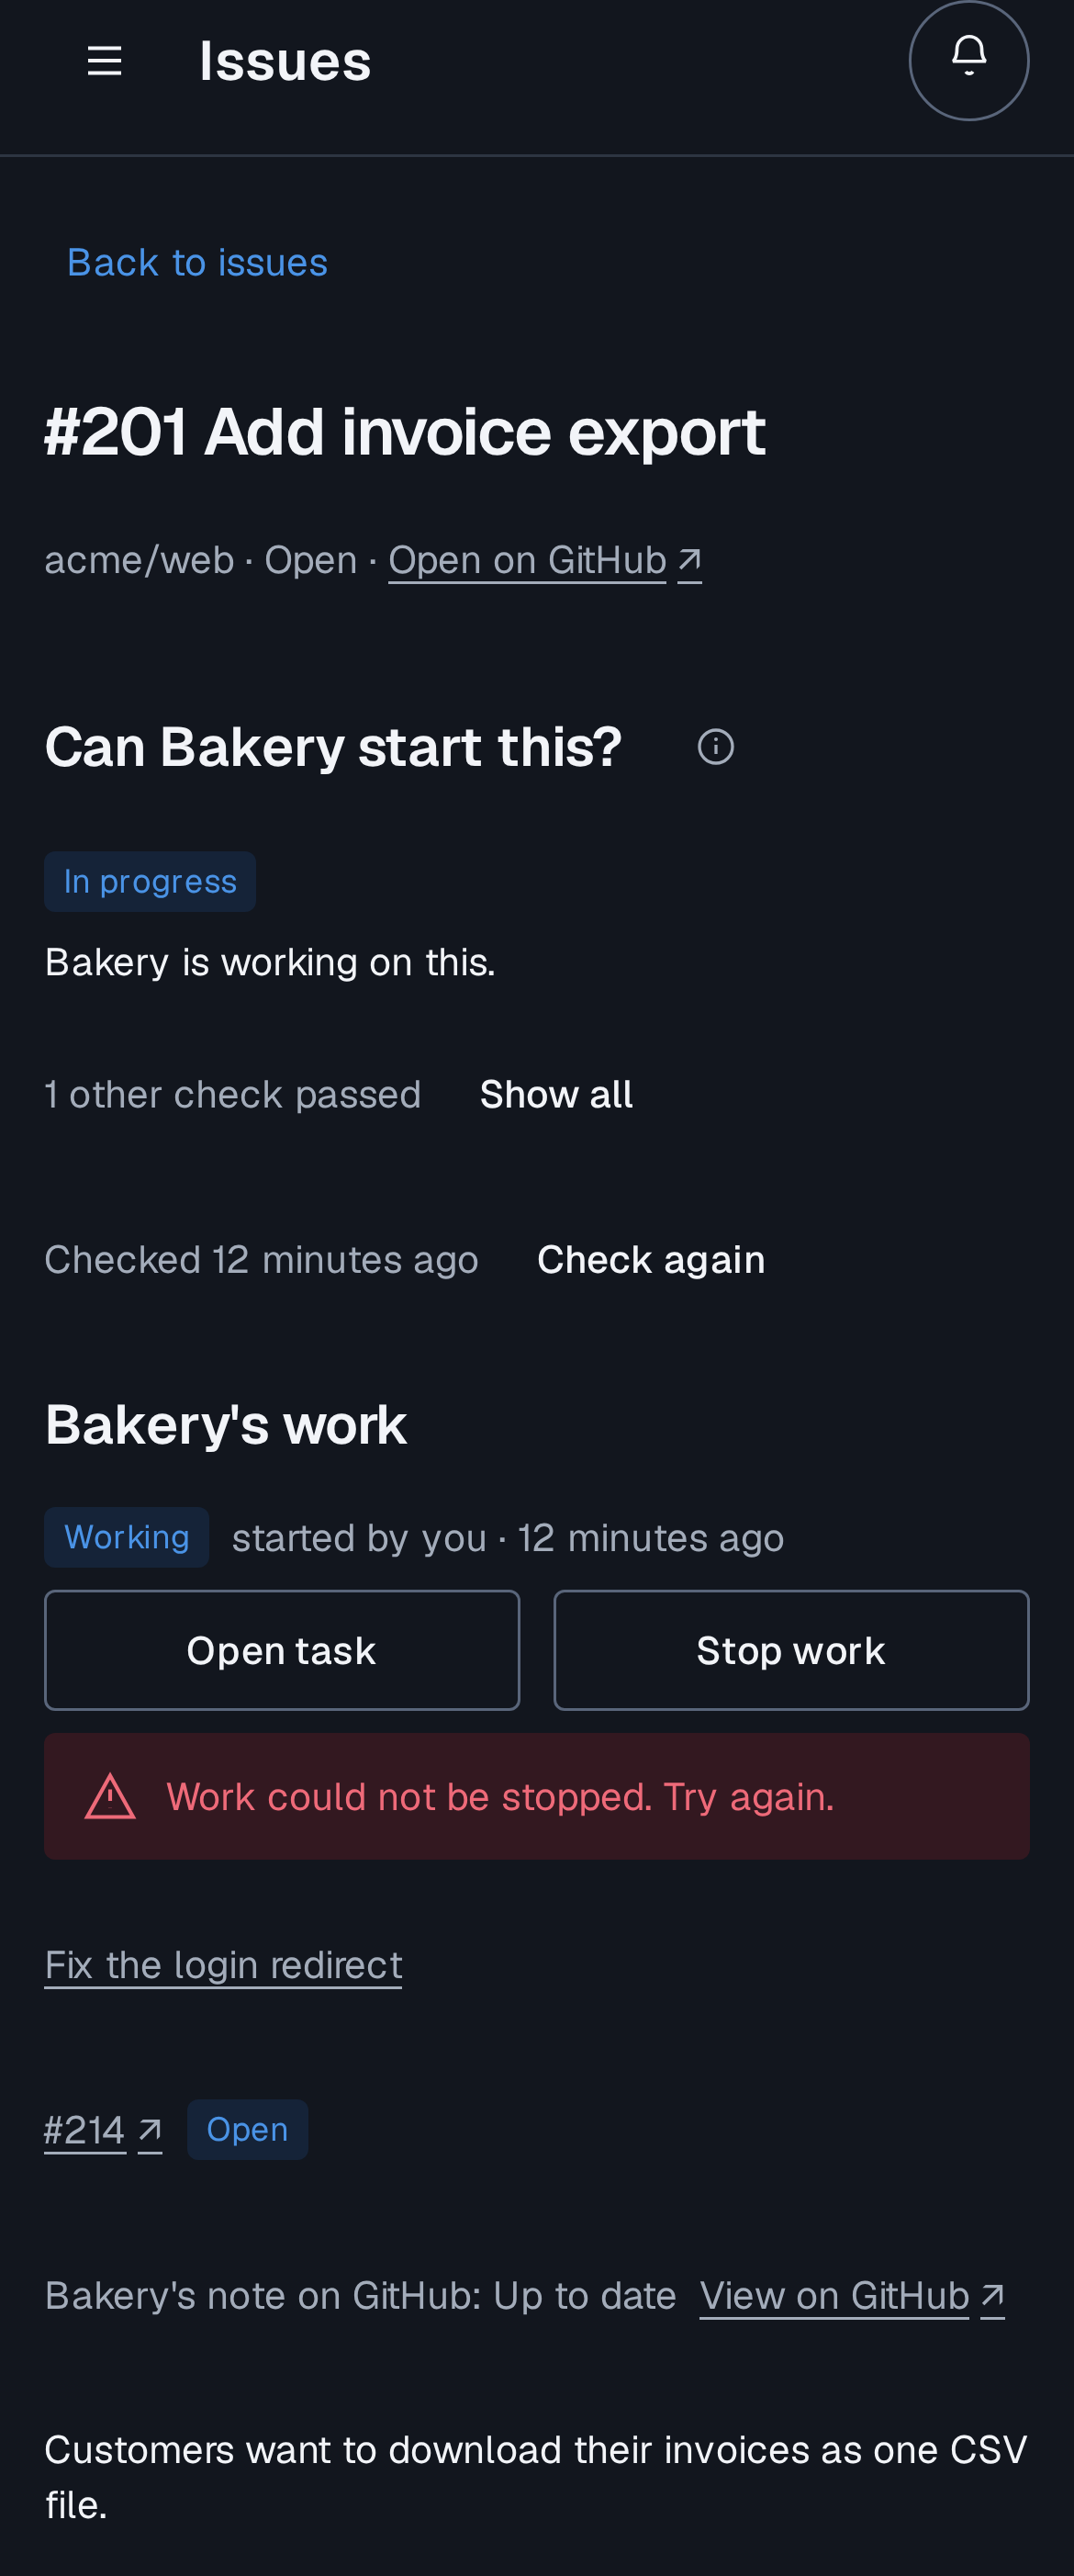 Issues
Back to issues
#201 Add invoice export
acme/web · Open · Open on GitHub ↗
Can Bakery start this?
In progress
Bakery is working on this.
1 other check passed Show all
Checked 12 minutes ago Check again
Bakery's work
Working started by you · 12 minutes ago
Open task Stop work
Work could not be stopped. Try again.
Fix the login redirect
#214 ↗ Open
Bakery's note on GitHub: Up to date View on GitHub ↗
Customers want to download their invoices as one CSV
file.